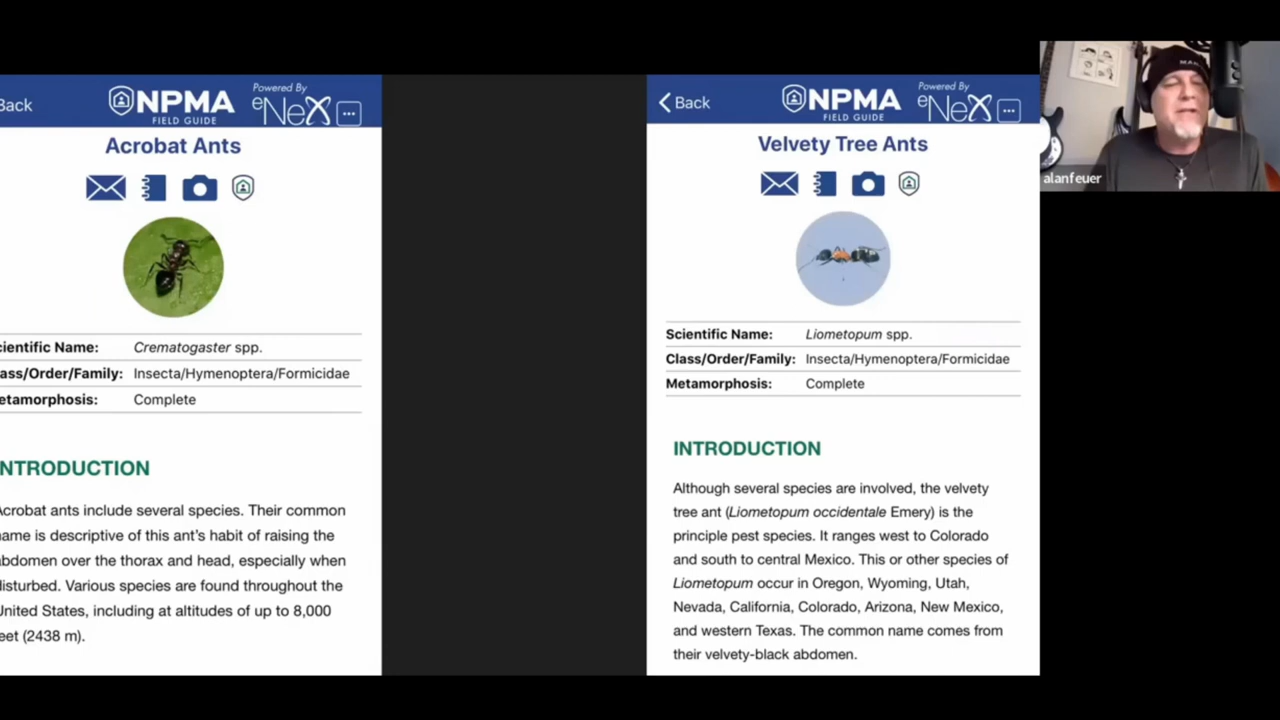 Back
NPMA
FIELD GUIDE
Powered By
eNeX
Acrobat Ants
cientific Name: Crematogaster spp.
lass/Order/Family: Insecta/Hymenoptera/Formicidae
etamorphosis: Complete
NTRODUCTION
Acrobat ants include several species. Their common
name is descriptive of this ant's habit of raising the
abdomen over the thorax and head, especially when
disturbed. Various species are found throughout the
United States, including at altitudes of up to 8,000
feet (2438 m).
Back
NPMA
FIELD GUIDE
Powered By
eNeX
Velvety Tree Ants
Scientific Name: Liometopum spp.
Class/Order/Family: Insecta/Hymenoptera/Formicidae
Metamorphosis: Complete
INTRODUCTION
Although several species are involved, the velvety
tree ant (Liometopum occidentale Emery) is the
principle pest species. It ranges west to Colorado
and south to central Mexico. This or other species of
Liometopum occur in Oregon, Wyoming, Utah,
Nevada, California, Colorado, Arizona, New Mexico,
and western Texas. The common name comes from
their velvety-black abdomen.
alanfeuer